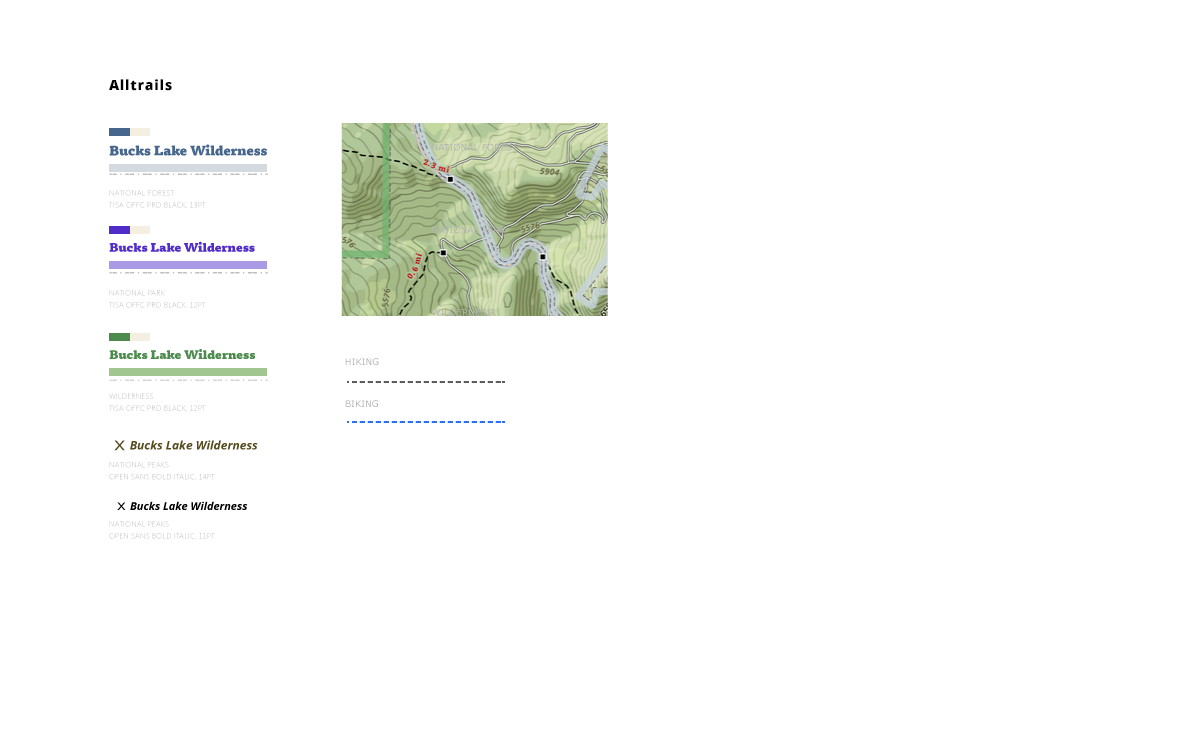 Alltrails
Bucks Lake Wilderness
NATIONAL FOREST
TISA OFFC PRO BLACK, 13PT
Bucks Lake Wilderness
NATIONAL PARK
TISA OFFC PRO BLACK, 12PT
Bucks Lake Wilderness
WILDERNESS
TISA OFFC PRO BLACK, 12PT
Bucks Lake Wilderness
NATIONAL PEAKS
OPEN SANS BOLD ITALIC, 14PT
Bucks Lake Wilderness
NATIONAL PEAKS
OPEN SANS BOLD ITALIC, 11PT
NATIONAL FOREST
2.3 mi
5904
5576
0.6 mi
5576
WILDERNESS
HIKING
BIKING